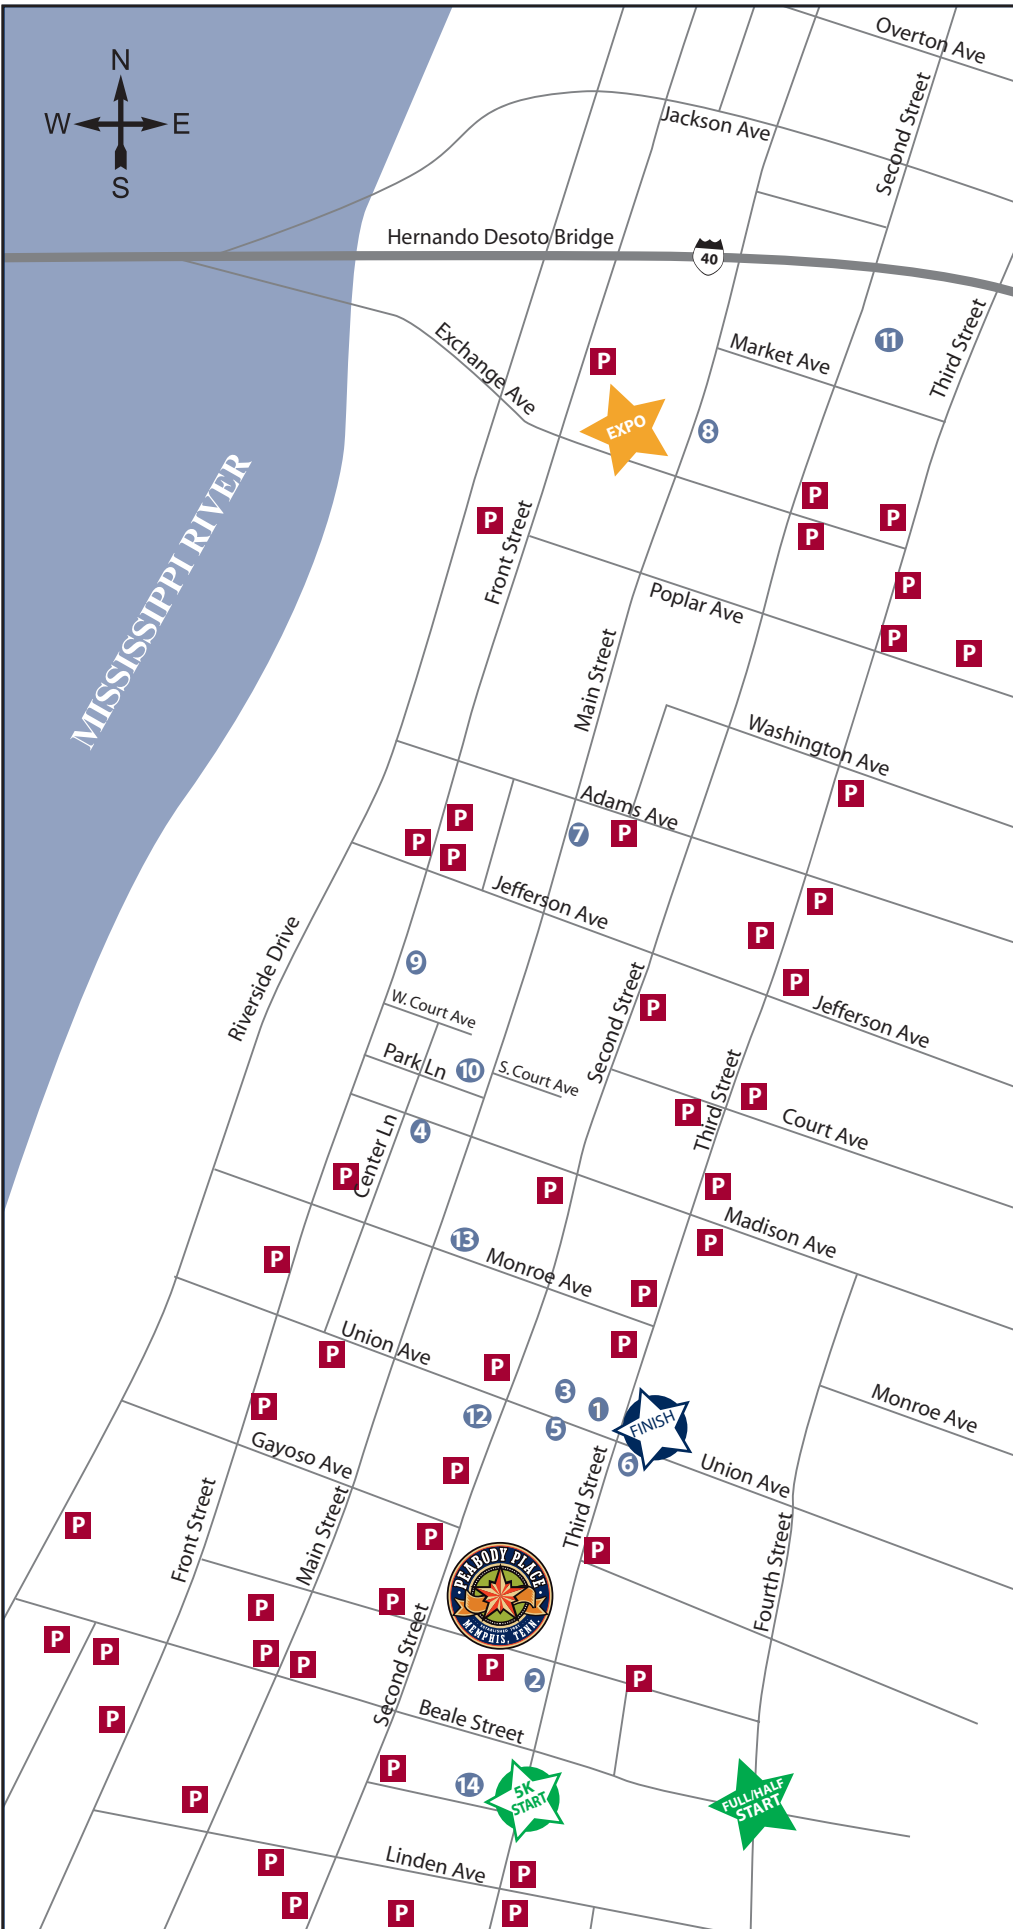 Overton Ave
N
W E
S
Second Street
Jackson Ave
Hernando Desoto Bridge
40
Third Street
11
Exchange Ave
Market Ave
P
EXPO
8
MISSISSIPPI RIVER
P
P
P
P
Front Street
P
Poplar Ave
P
P
Main Street
Washington Ave
P
Adams Ave
P
P
7
P
P
Jefferson Ave
P
Riverside Drive
P
9
P
Second Street
P
Jefferson Ave
W. Court Ave
Park Ln
10
S. Court Ave
Third Street
P
P
Court Ave
4
Center Ln
P
P
P
Madison Ave
13
P
P
Monroe Ave
P
Union Ave
P
P
P
3
Monroe Ave
P
12
1
5
FINISH
Gayoso Ave
6
Union Ave
P
Third Street
Front Street
Main Street
P
P
Fourth Street
P
PEABODY PLACE
ESTABLISHED
MEMPHIS, TENN.
P
P
Second Street
P
P
P
P
P
2
P
P
Beale Street
P
14
5K
START
FULL/HALF
START
P
Linden Ave
P
P
P
P
P